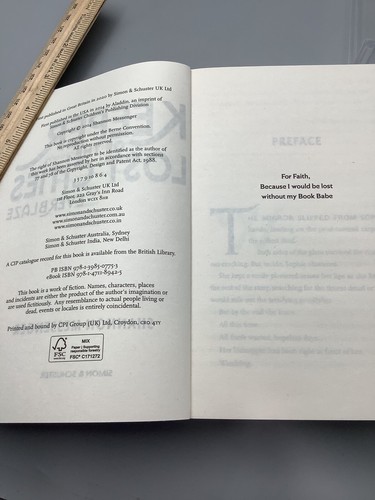 First published in Great Britain in 2020 by Simon & Schuster UK Ltd
First published in the USA in 2014 by Aladdin, an imprint of
Simon & Schuster Children's Publishing Division
Copyright © 2014 Shannon Messenger
This book is copyright under the Berne Convention.
No reproduction without permission.
All rights reserved.
The right of Shannon Messenger to be identified as the author of
this work has been asserted by her in accordance with sections
77 and 78 of the Copyright, Design and Patent Act, 1988.
3 5 7 9 10 8 6 4
Simon & Schuster UK Ltd
1st Floor, 222 Gray's Inn Road
London WC1X 8HB
www.simonandschuster.co.uk
www.simonandschuster.com.au
www.simonandschuster.co.in
Simon & Schuster Australia, Sydney
Simon & Schuster India, New Delhi
A CIP catalogue record for this book is available from the British Library.
PB ISBN 978-1-3985-0775-3
eBook ISBN 978-1-4711-8942-5
This book is a work of fiction. Names, characters, places
and incidents are either the product of the author's imagination or
are used fictitiously. Any resemblance to actual people living or
dead, events or locales is entirely coincidental.
Printed and bound by CPI Group (UK) Ltd, Croydon, CR0 4YY
FSC
MIX
Paper | Supporting
responsible forestry
FSC® C171272
PREFACE
For Faith,
Because I would be lost
without my Book Babe